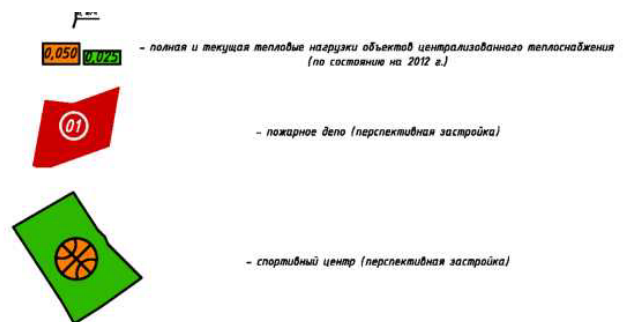 0,050 0,025 - полная и текущая тепловые нагрузки объектов централизованного теплоснабжения
(по состоянию на 2012 г.)
01 - пожарное депо (перспективная застройка)
- спортивный центр (перспективная застройка)